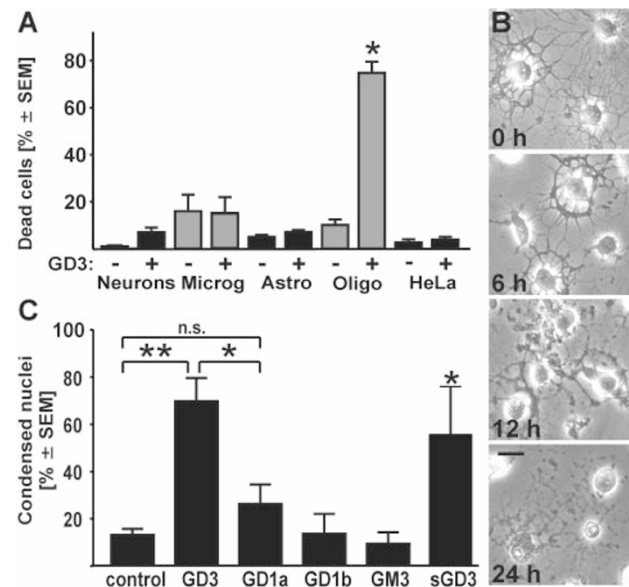 A
Dead cells [% ± SEM]
80
60
40
20
*
GD3: - + - + - + - + - +
Neurons Microg Astro Oligo HeLa
B
0 h
6 h
12 h
24 h
C
Condensed nuclei
[% ± SEM]
100
80
60
40
20
n.s.
** *
*
control GD3 GD1a GD1b GM3 sGD3